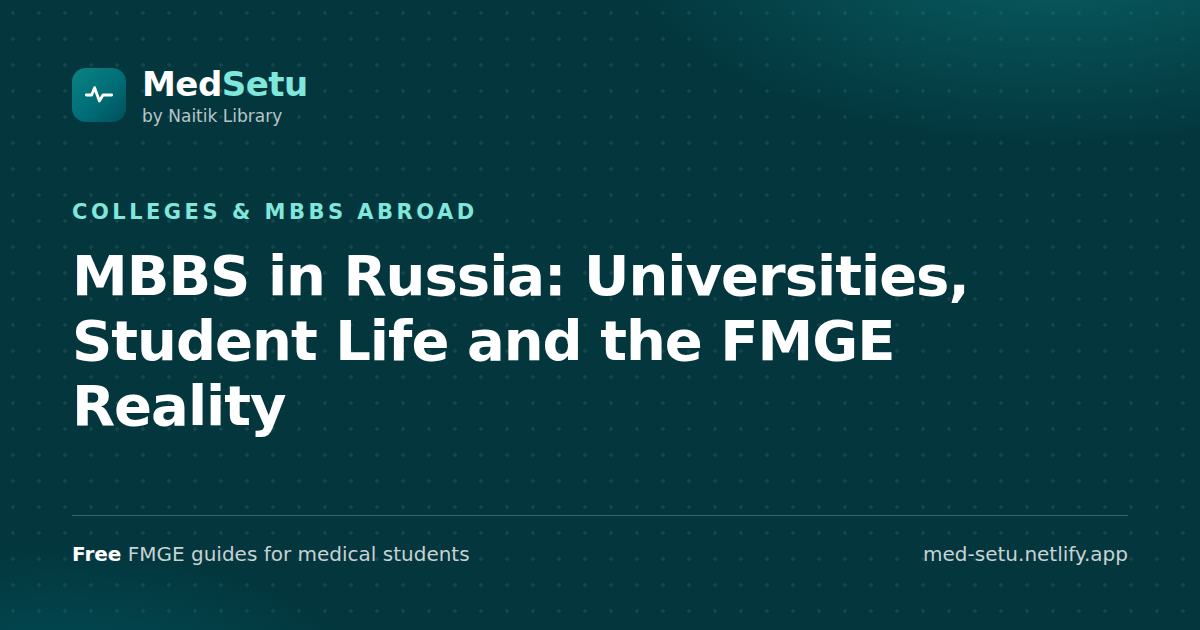 MedSetu
by Naitik Library
COLLEGES & MBBS ABROAD
MBBS in Russia: Universities,
Student Life and the FMGE
Reality
Free FMGE guides for medical students
med-setu.netlify.app